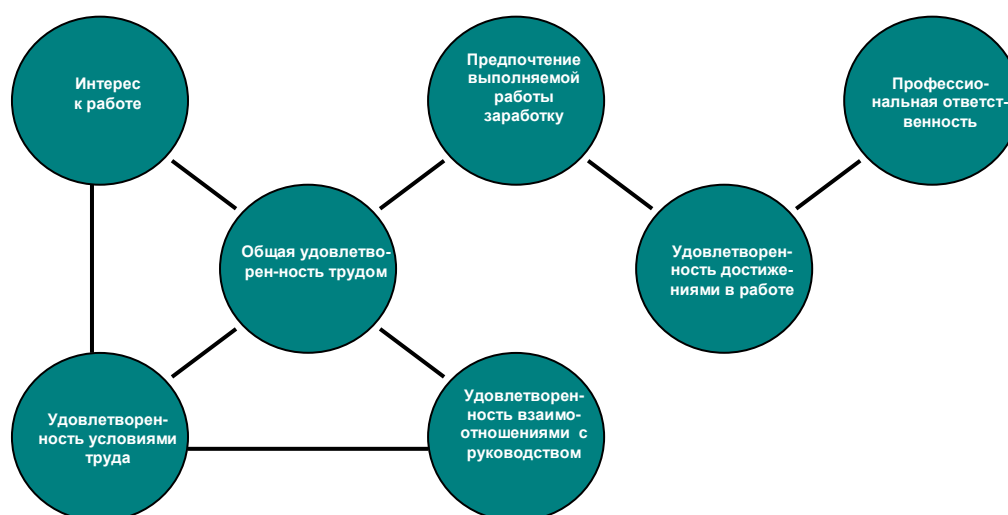 Интерес
к работе
Предпочтение
выполняемой
работы
заработку
Профессио-
нальная ответст-
венность
Общая удовлетво-
рен-ность трудом
Удовлетворен-
ность достиже-
ниями в работе
Удовлетворен-
ность условиями
труда
Удовлетворен-
ность взаимо-
отношениями с
руководством